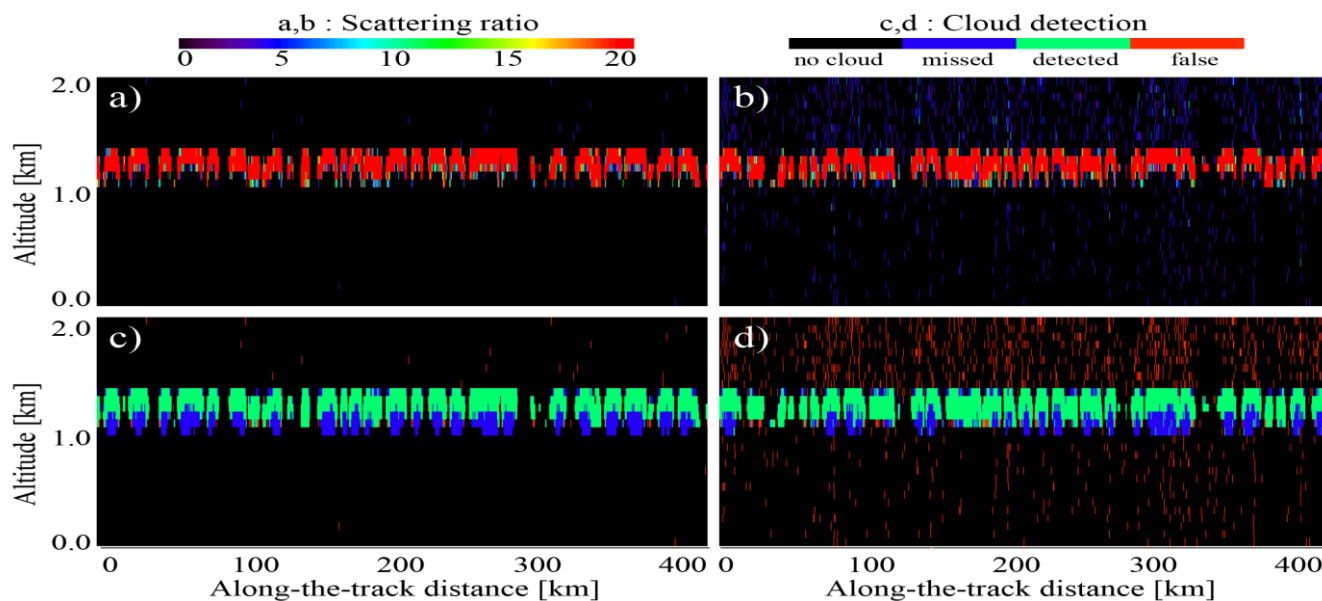 a,b : Scattering ratio
c,d : Cloud detection
0 5 10 15 20
no cloud missed detected false
2.0
a)
b)
Altitude [km]
1.0
0.0
2.0
c)
d)
Altitude [km]
1.0
0.0
0 100 200 300 400
100 200 300 400
Along-the-track distance [km]
Along-the-track distance [km]